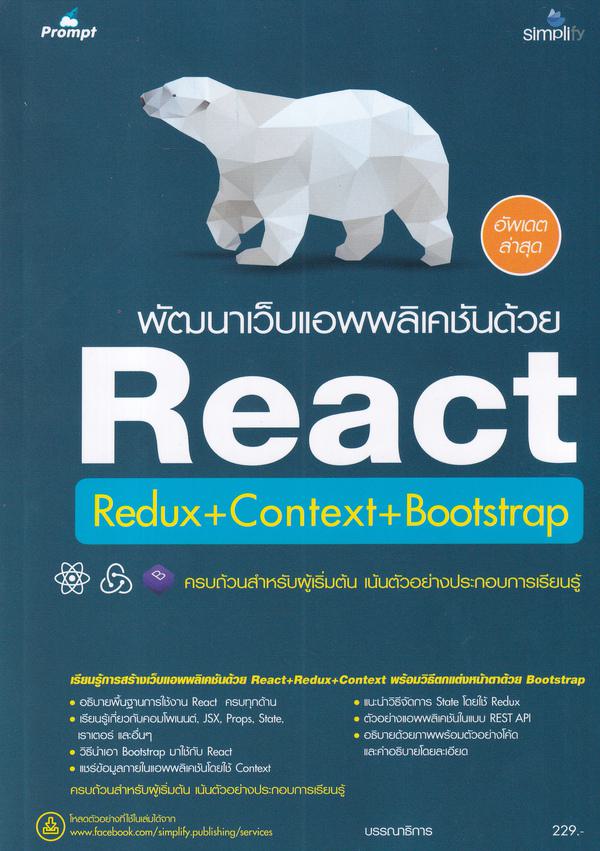 Prompt
simplify
อัพเดต
ล่าสุด
พัฒนาเว็บแอพพลิเคชันด้วย
React
Redux+Context+Bootstrap
ครบถ้วนสำหรับผู้เริ่มต้น เน้นตัวอย่างประกอบการเรียนรู้
เรียนรู้การสร้างเว็บแอพพลิเคชันด้วย React+Redux+Context พร้อมวิธีตกแต่งหน้าตาด้วย Bootstrap
• อธิบายพื้นฐานการใช้งาน React ครบทุกด้าน
• เรียนรู้เกี่ยวกับคอมโพเนนต์, JSX, Props, State,
เราเตอร์ และอื่นๆ
• วิธีนำเอา Bootstrap มาใช้กับ React
• แชร์ข้อมูลภายในแอพพลิเคชันโดยใช้ Context
• แนะนำวิธีจัดการ State โดยใช้ Redux
• ตัวอย่างแอพพลิเคชันในแบบ REST API
• อธิบายด้วยภาพพร้อมตัวอย่างโค้ด
และคำอธิบายโดยละเอียด
ครบถ้วนสำหรับผู้เริ่มต้น เน้นตัวอย่างประกอบการเรียนรู้
โหลดตัวอย่างที่ใช้ในเล่มได้จาก
www.facebook.com/simplify.publishing/services
บรรณาธิการ
229.-